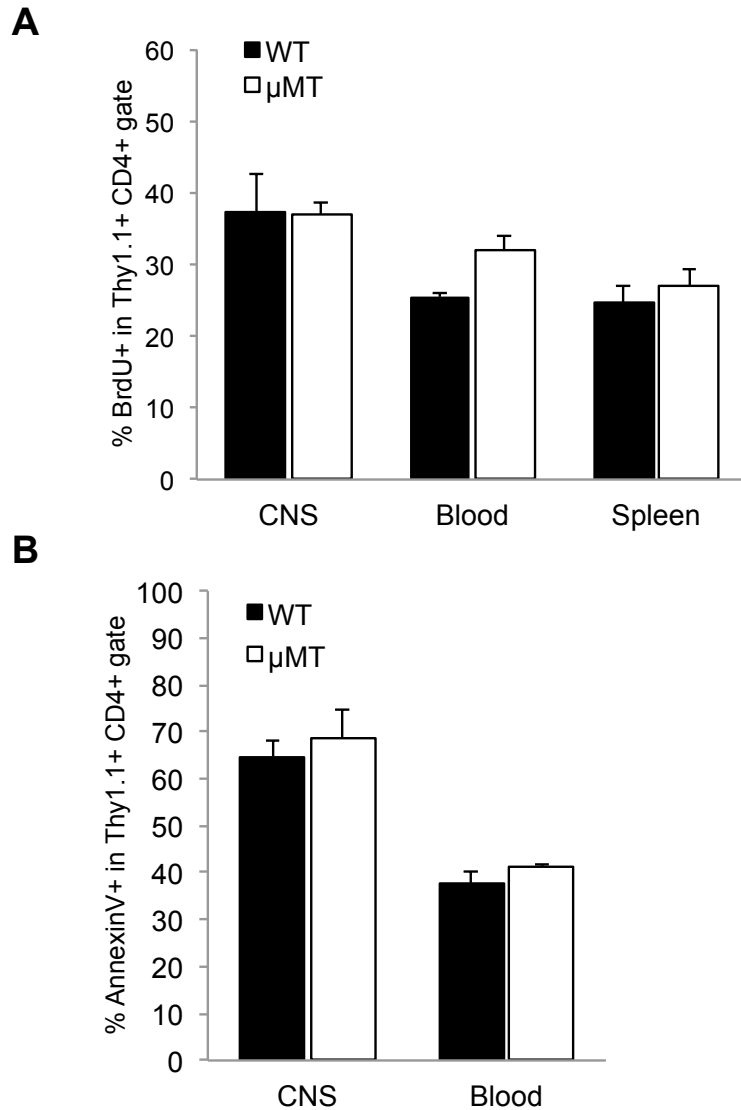 A
WT
µMT
% BrdU+ in Thy1.1+ CD4+ gate
60
50
40
30
20
10
0
CNS Blood Spleen
B
WT
µMT
% AnnexinV+ in Thy1.1+ CD4+ gate
100
90
80
70
60
50
40
30
20
10
0
CNS Blood